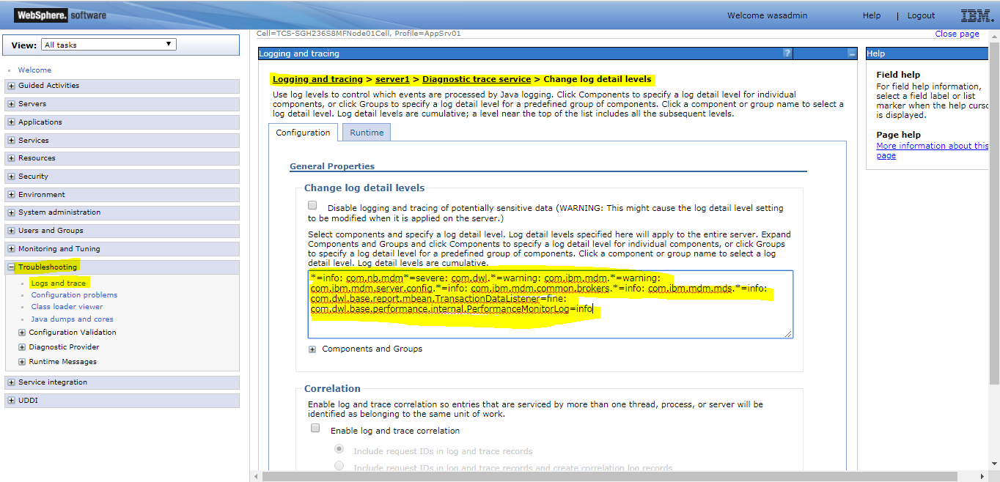 WebSphere. software
Welcome wasadmin
Help | Logout
IBM.
View: All tasks
Welcome
Guided Activities
Servers
Applications
Services
Resources
Security
Environment
System administration
Users and Groups
Monitoring and Tuning
Troubleshooting
Logs and trace
Configuration problems
Class loader viewer
Java dumps and cores
Configuration Validation
Diagnostic Provider
Runtime Messages
Service integration
UDDI
Cell=TCS-SGH236S8MFNode01Cell, Profile=AppSrv01
Close page
Logging and tracing
?
Logging and tracing > server1 > Diagnostic trace service > Change log detail levels
Use log levels to control which events are processed by Java logging. Click Components to specify a log detail level for individual
components, or click Groups to specify a log detail level for a predefined group of components. Click a component or group name to select a
log detail level. Log detail levels are cumulative; a level near the top of the list includes all the subsequent levels.
Configuration
Runtime
General Properties
Change log detail levels
Disable logging and tracing of potentially sensitive data (WARNING: This might cause the log detail level setting
to be modified when it is applied on the server.)
Select components and specify a log detail level. Log detail levels specified here will apply to the entire server. Expand
Components and Groups and click Components to specify a log detail level for individual components, or click Groups
to specify a log detail level for a predefined group of components. Click a component or group name to select a log
detail level. Log detail levels are cumulative.
*=info: com.nb.mdm*=severe: com.dwl.*=warning: com.ibm.mdm.*=warning:
com.ibm.mdm.server.config.*=info: com.ibm.mdm.common.brokers.*=info: com.ibm.mdm.mds.*=info:
com.dwl.base.report.mbean.TransactionDataListener=fine:
com.dwl.base.performance.internal.PerformanceMonitorLog=info
Components and Groups
Correlation
Enable log and trace correlation so entries that are serviced by more than one thread, process, or server will be
identified as belonging to the same unit of work.
Enable log and trace correlation
Include request IDs in log and trace records
Include request IDs in log and trace records and create correlation log records
Help
Field help
For field help information,
select a field label or list
marker when the help curso
is displayed.
Page help
More information about this
page